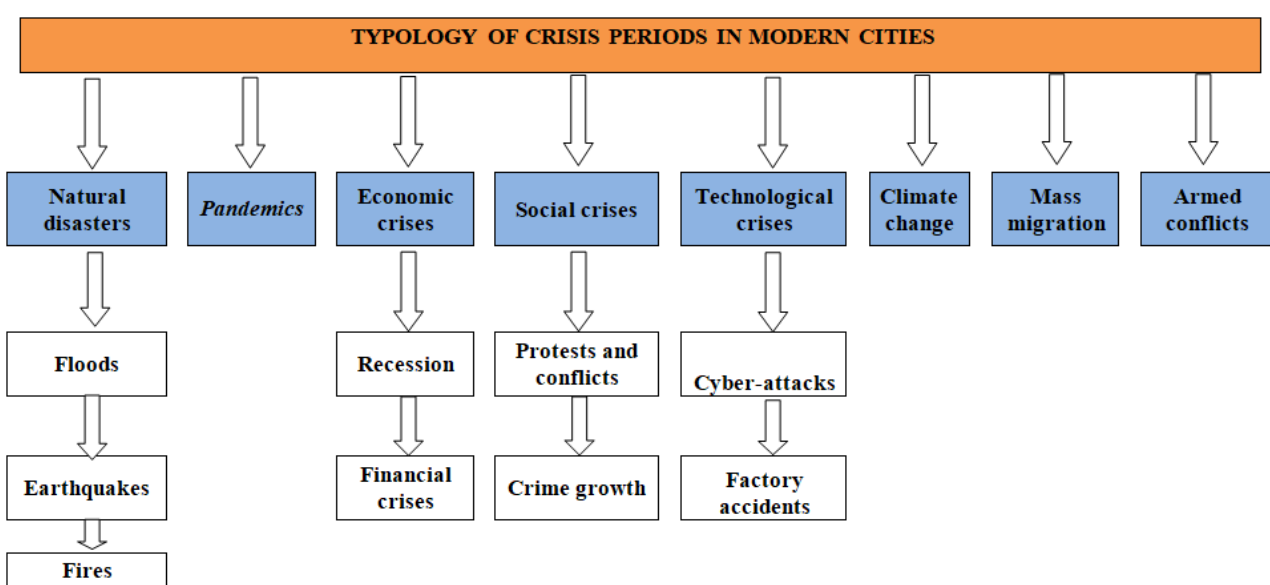 TYPOLOGY OF CRISIS PERIODS IN MODERN CITIES
Natural
disasters
Pandemics
Economic
crises
Social crises
Technological
crises
Climate
change
Mass
migration
Armed
conflicts
Floods
Recession
Protests and
conflicts
Cyber-attacks
Earthquakes
Financial
crises
Crime growth
Factory
accidents
Fires